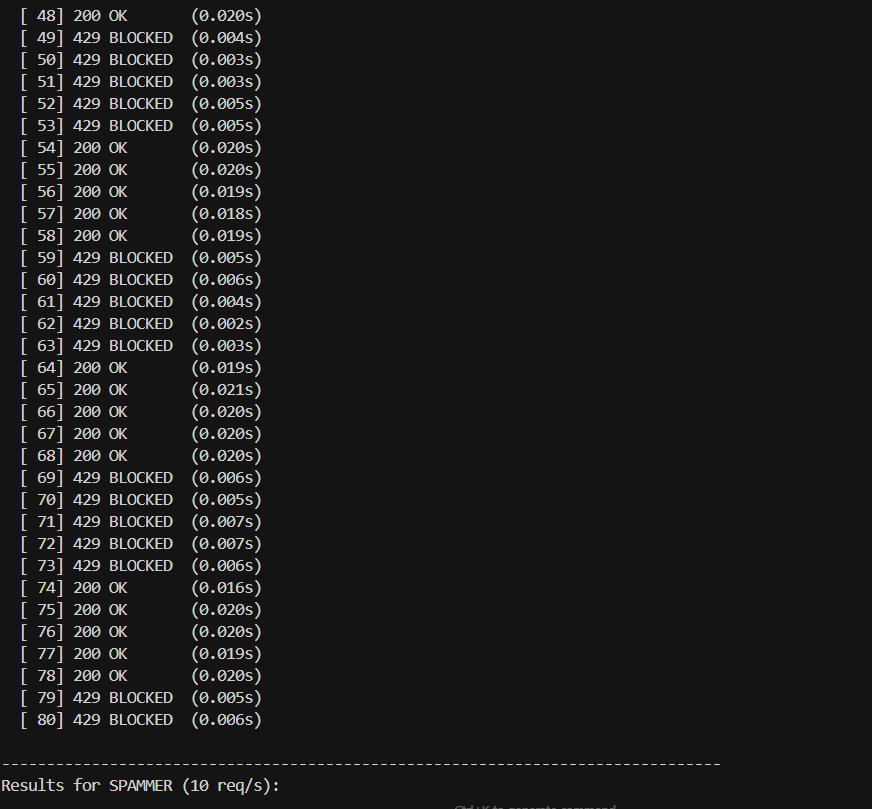 [ 48] 200 OK (0.020s)
[ 49] 429 BLOCKED (0.004s)
[ 50] 429 BLOCKED (0.003s)
[ 51] 429 BLOCKED (0.003s)
[ 52] 429 BLOCKED (0.005s)
[ 53] 429 BLOCKED (0.005s)
[ 54] 200 OK (0.020s)
[ 55] 200 OK (0.020s)
[ 56] 200 OK (0.019s)
[ 57] 200 OK (0.018s)
[ 58] 200 OK (0.019s)
[ 59] 429 BLOCKED (0.005s)
[ 60] 429 BLOCKED (0.006s)
[ 61] 429 BLOCKED (0.004s)
[ 62] 429 BLOCKED (0.002s)
[ 63] 429 BLOCKED (0.003s)
[ 64] 200 OK (0.019s)
[ 65] 200 OK (0.021s)
[ 66] 200 OK (0.020s)
[ 67] 200 OK (0.020s)
[ 68] 200 OK (0.020s)
[ 69] 429 BLOCKED (0.006s)
[ 70] 429 BLOCKED (0.005s)
[ 71] 429 BLOCKED (0.007s)
[ 72] 429 BLOCKED (0.007s)
[ 73] 429 BLOCKED (0.006s)
[ 74] 200 OK (0.016s)
[ 75] 200 OK (0.020s)
[ 76] 200 OK (0.020s)
[ 77] 200 OK (0.019s)
[ 78] 200 OK (0.020s)
[ 79] 429 BLOCKED (0.005s)
[ 80] 429 BLOCKED (0.006s)
--------------------------------------------------------------------------------
Results for SPAMMER (10 req/s):